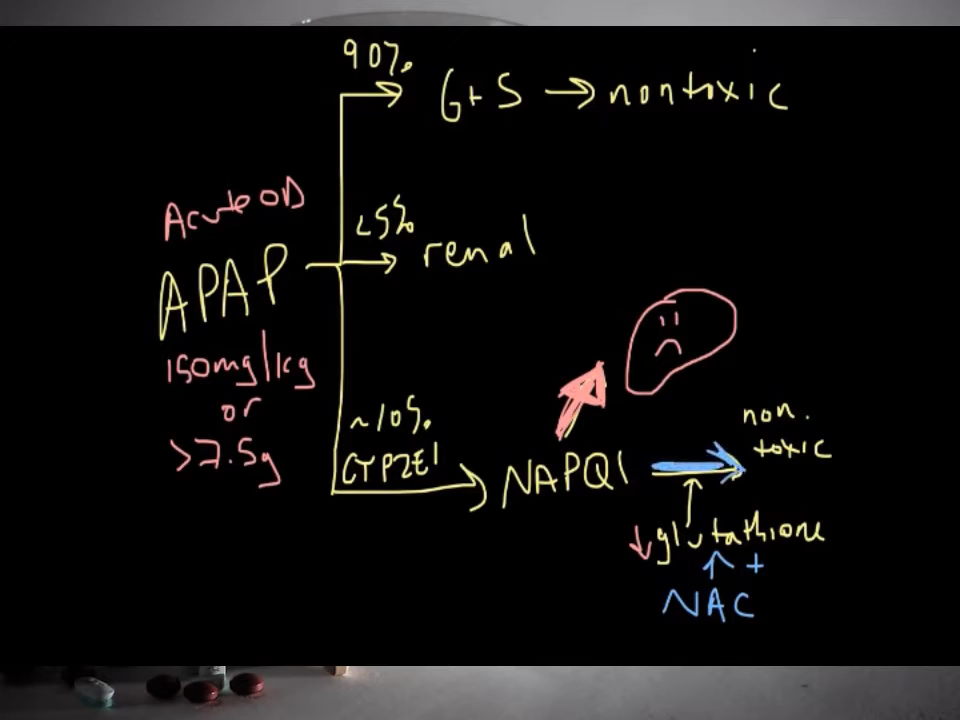 90%
G+S → nontoxic
Acute OD
<5%
APAP → renal
150mg/kg
or
>7.5g
~10%
CYP2E1
NAPQI →
non.
toxic
↓glutathione
↑ +
NAC